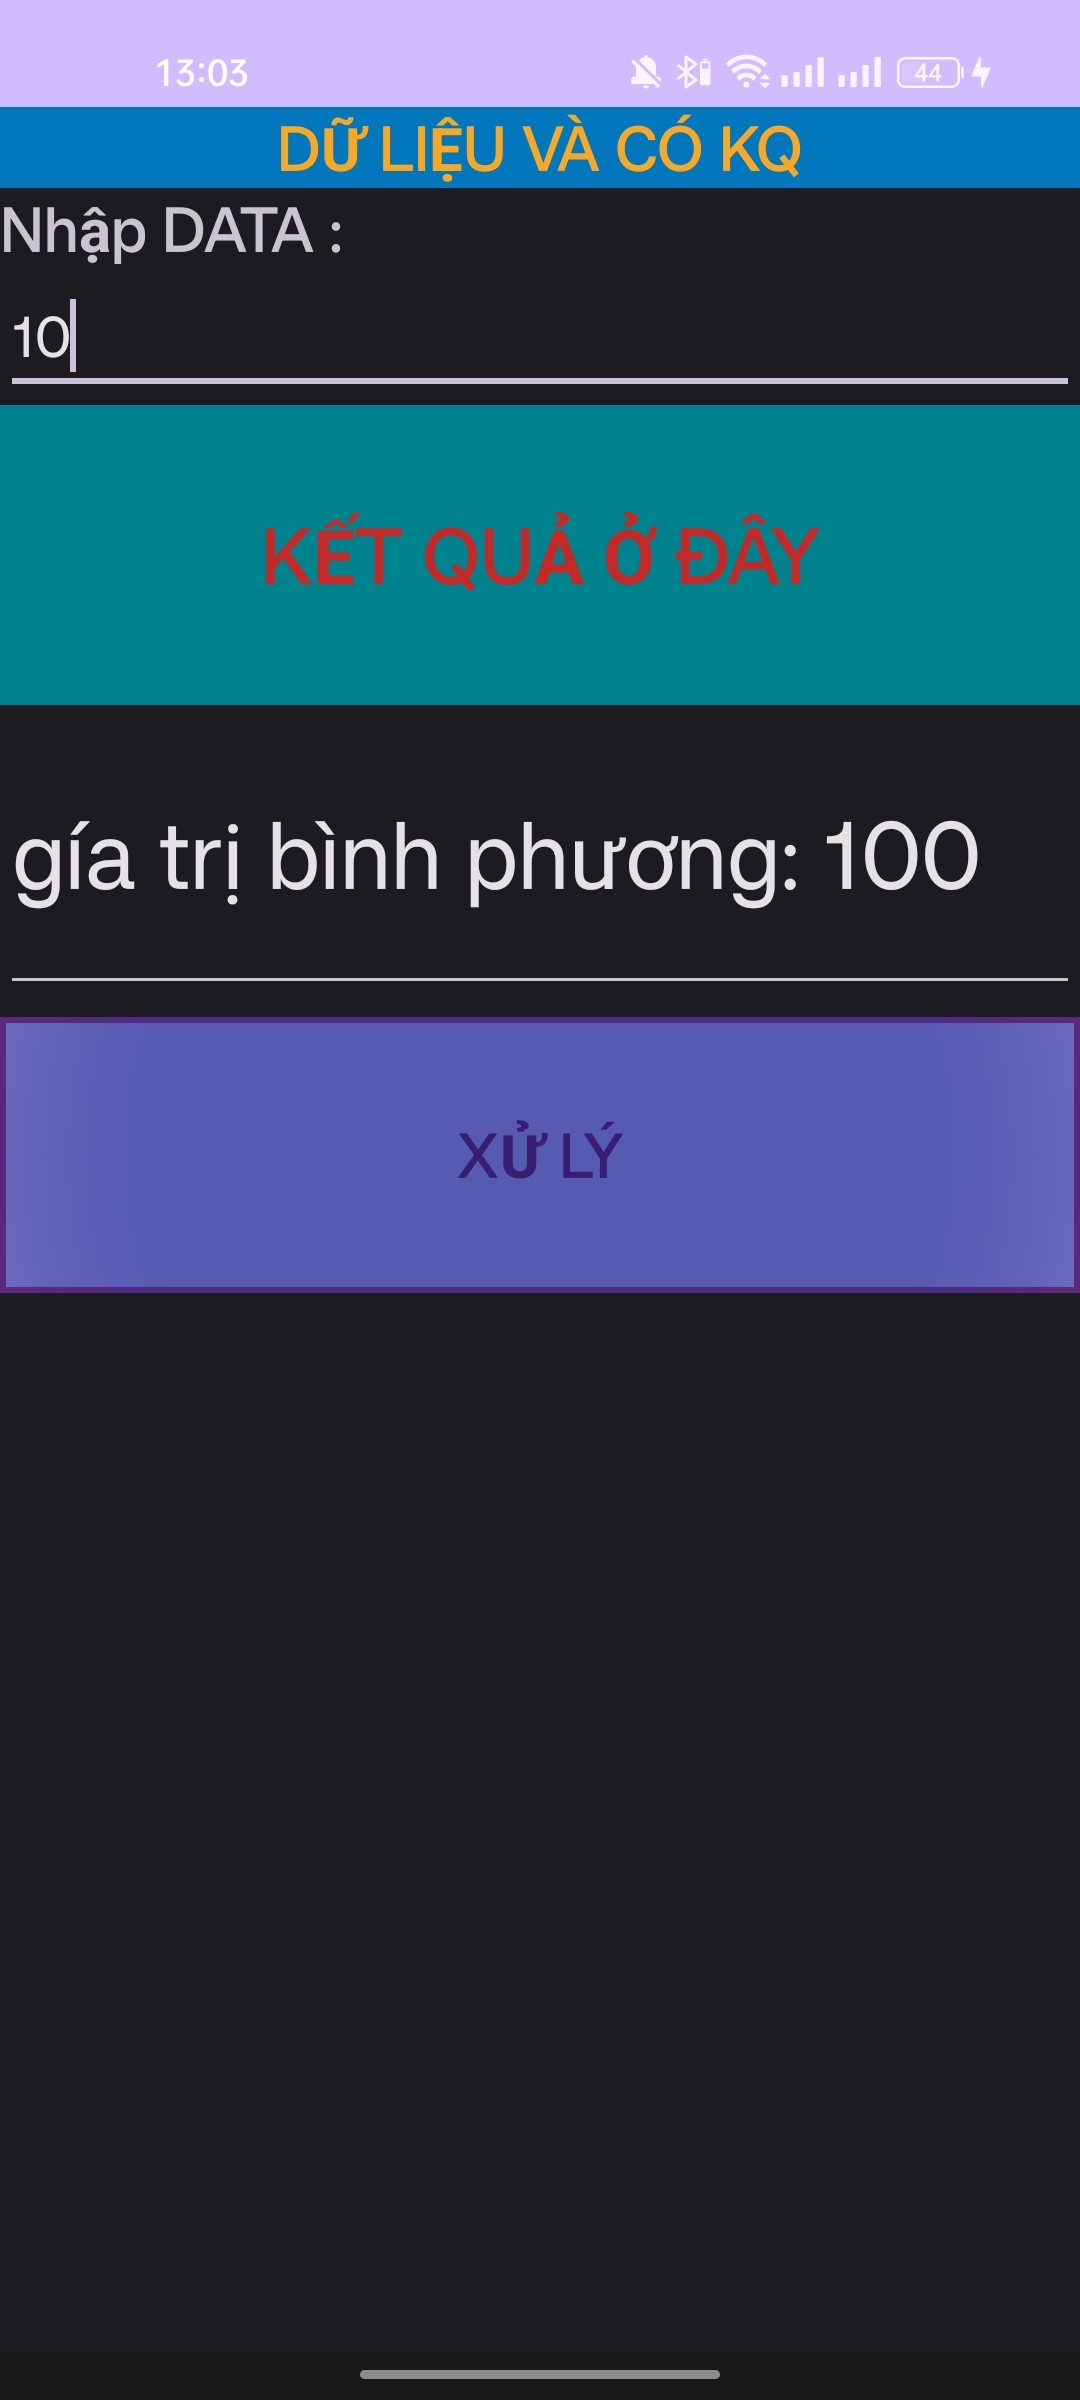 13:03
44
DỮ LIỆU VÀ CÓ KQ
Nhập DATA :
10
KẾT QUẢ Ở ĐÂY
gía trị bình phương: 100
XỬ LÝ